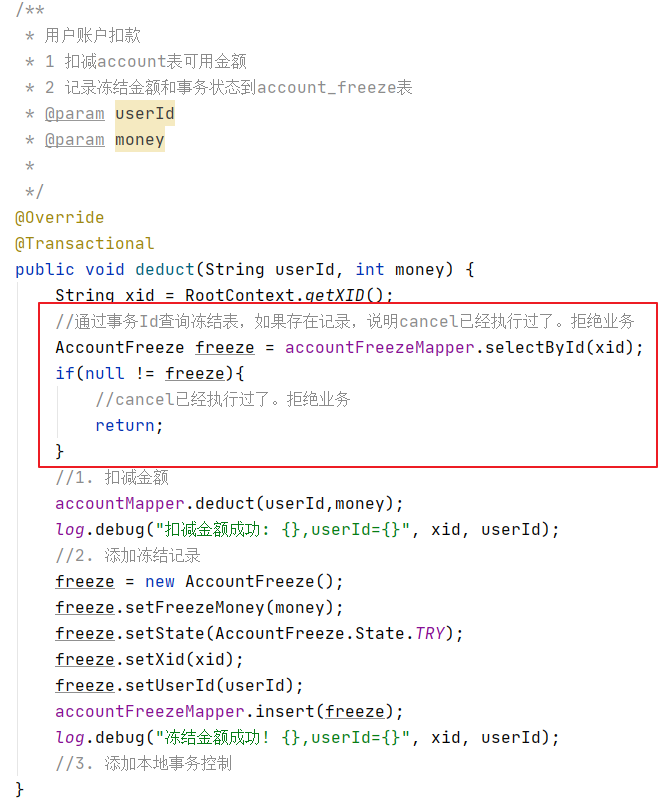 /**
 * 用户账户扣款
 * 1 扣减account表可用金额
 * 2 记录冻结金额和事务状态到account_freeze表
 * @param userId
 * @param money
 *
 */
@Override
@Transactional
public void deduct(String userId, int money) {
    String xid = RootContext.getXID();
    //通过事务Id查询冻结表，如果存在记录，说明cancel已经执行过了。拒绝业务
    AccountFreeze freeze = accountFreezeMapper.selectById(xid);
    if(null != freeze){
        //cancel已经执行过了。拒绝业务
        return;
    }
    //1. 扣减金额
    accountMapper.deduct(userId,money);
    log.debug("扣减金额成功: {},userId={}", xid, userId);
    //2. 添加冻结记录
    freeze = new AccountFreeze();
    freeze.setFreezeMoney(money);
    freeze.setState(AccountFreeze.State.TRY);
    freeze.setXid(xid);
    freeze.setUserId(userId);
    accountFreezeMapper.insert(freeze);
    log.debug("冻结金额成功! {},userId={}", xid, userId);
    //3. 添加本地事务控制
}